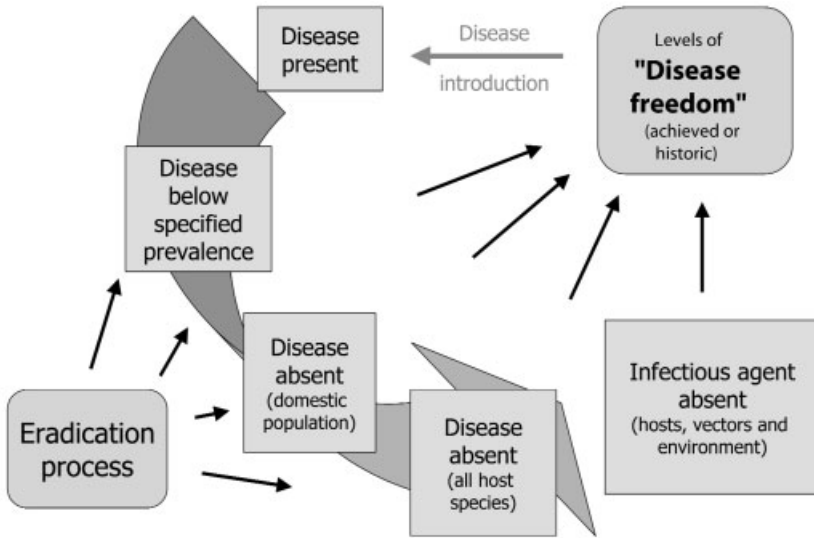 Disease
present
Disease
introduction
Levels of
"Disease
freedom"
(achieved or
historic)
Disease
below
specified
prevalence
Disease
absent
(domestic
population)
Infectious agent
absent
(hosts, vectors and
environment)
Eradication
process
Disease
absent
(all host
species)